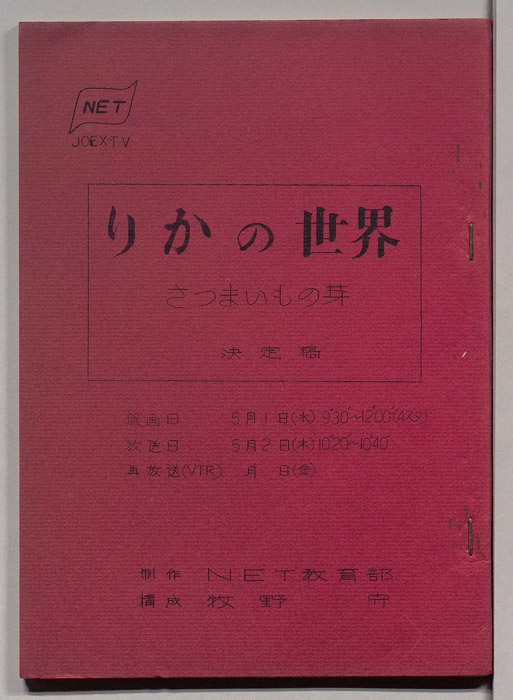 NET
JOEX-TV
りかの世界
さつまいもの芽
決定稿
録画日 5月1日(水) 9°30'~12°00'(4スタ)
放送日 5月2日(木) 10°20'~10°40'
再放送(VTR) 月 日(金)
制作 NET教育部
構成 牧野 守